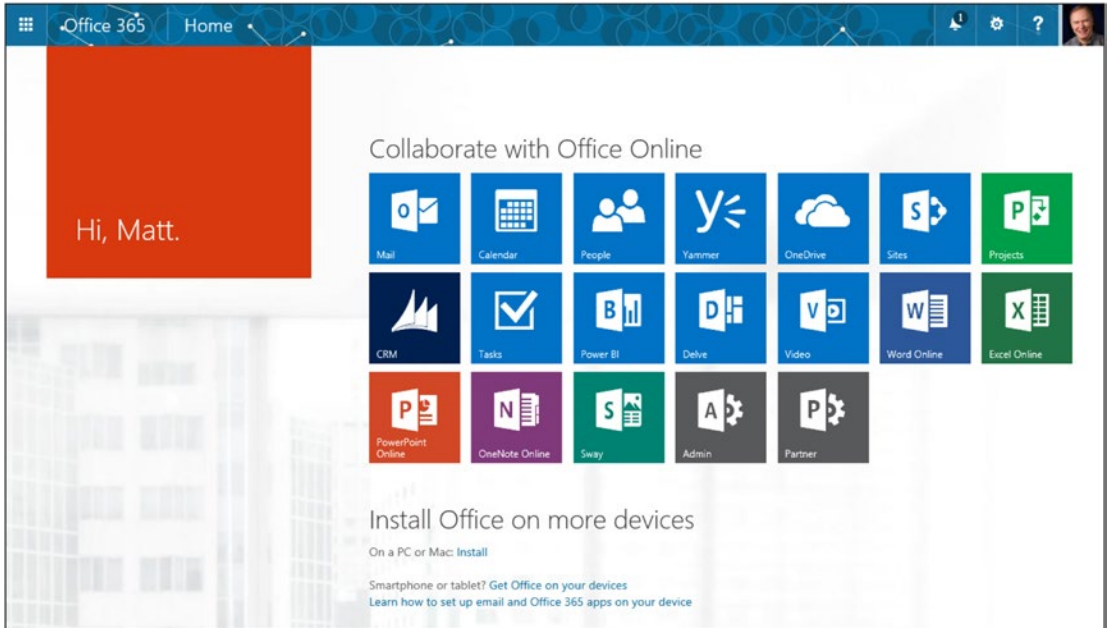 Office 365 Home 1 ?
Hi, Matt.
Collaborate with Office Online
Mail Calendar People Yammer OneDrive Sites Projects
CRM Tasks Power BI Delve Video Word Online Excel Online
PowerPoint Online OneNote Online Sway Admin Partner
Install Office on more devices
On a PC or Mac: Install
Smartphone or tablet? Get Office on your devices
Learn how to set up email and Office 365 apps on your device